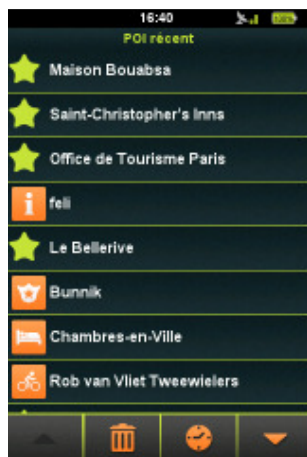 16:40
POI récent
Maison Bouabsa
Saint-Christopher's Inns
Office de Tourisme Paris
feli
Le Bellerive
Bunnik
Chambres-en-Ville
Rob van Vliet Tweewielers